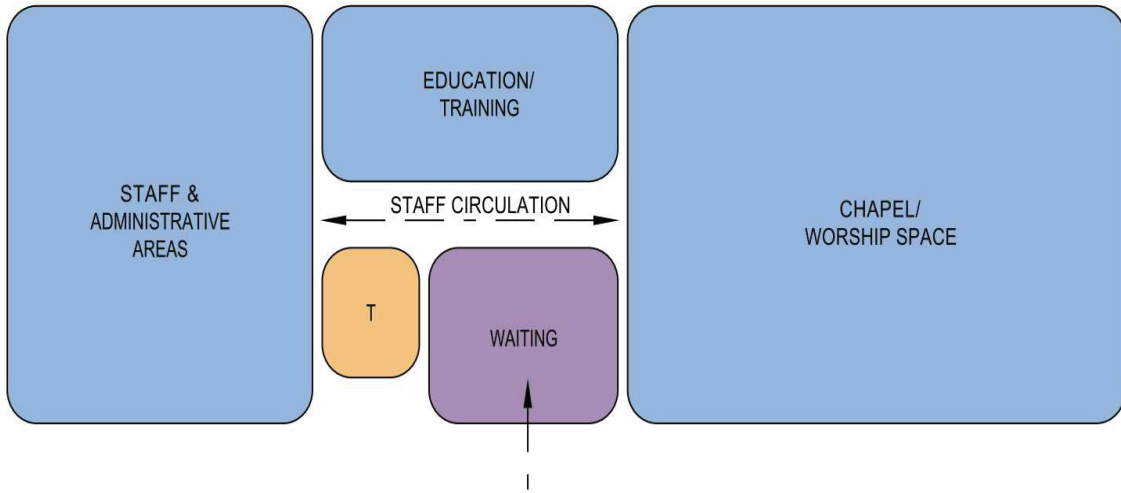 EDUCATION/
TRAINING
STAFF &
ADMINISTRATIVE
AREAS
STAFF CIRCULATION
CHAPEL/
WORSHIP SPACE
T
WAITING